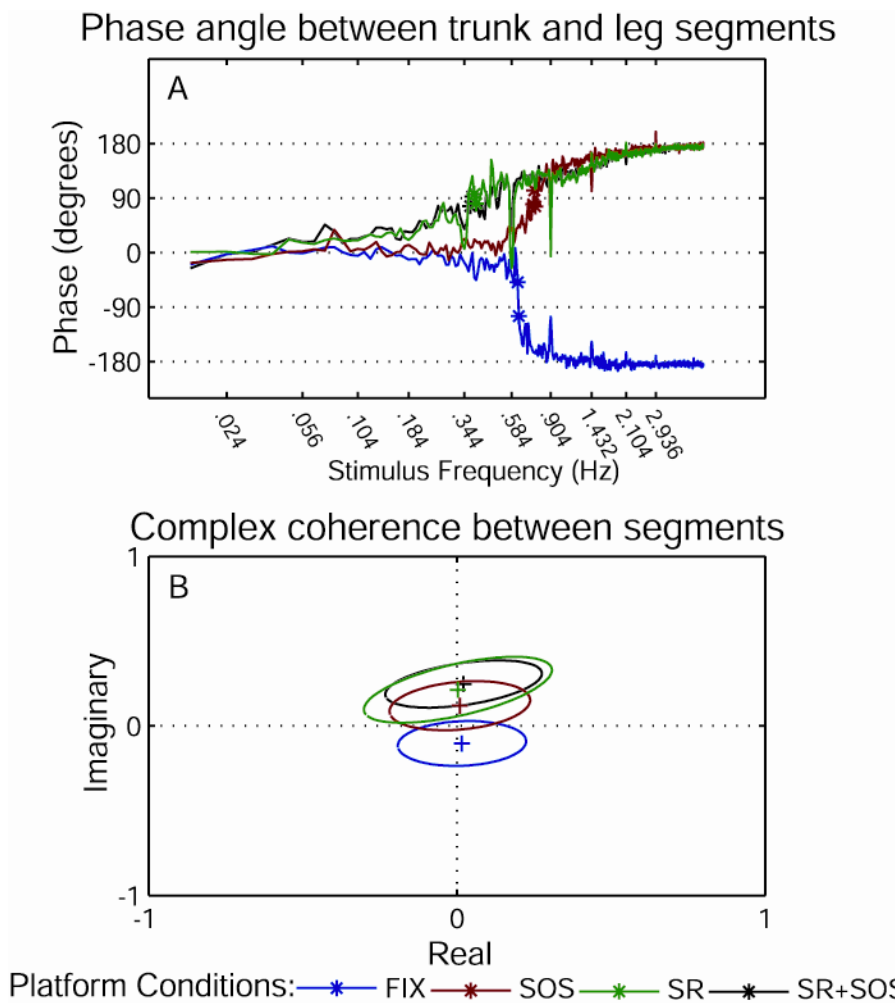 Phase angle between trunk and leg segments
A
Phase (degrees)
180
90
0
-90
-180
.024
.056
.104
.184
.344
.584
.904
1.432
2.104
2.936
Stimulus Frequency (Hz)
Complex coherence between segments
B
Imaginary
1
0
-1
-1
0
1
Real
Platform Conditions: FIX SOS SR SR+SO